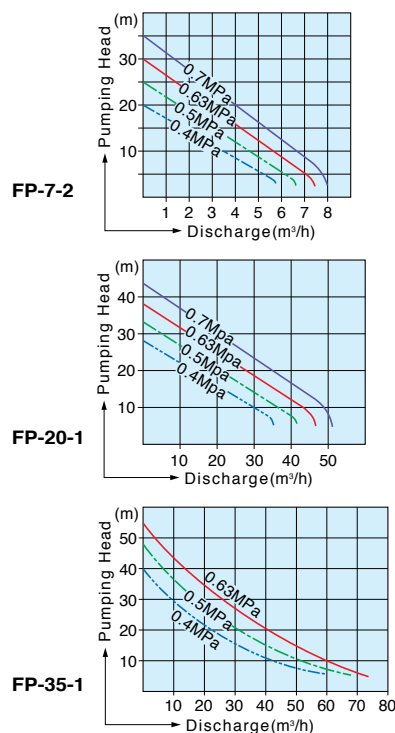 (m)
30
20
10
Pumping Head
0.7MPa
0.63MPa
0.5MPa
0.4MPa
FP-7-2
1 2 3 4 5 6 7 8
Discharge(m³/h)
(m)
40
30
20
10
Pumping Head
0.7Mpa
0.63Mpa
0.5Mpa
0.4Mpa
FP-20-1
10 20 30 40 50
Discharge(m³/h)
(m)
50
40
30
20
10
Pumping Head
0.63MPa
0.5MPa
0.4MPa
FP-35-1
10 20 30 40 50 60 70 80
Discharge(m³/h)